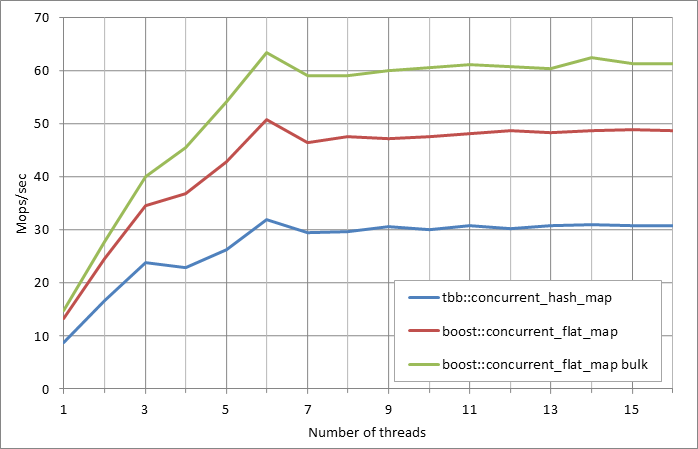 70
60
50
40
30
20
10
0
Mops/sec
tbb::concurrent_hash_map
boost::concurrent_flat_map
boost::concurrent_flat_map bulk
1 3 5 7 9 11 13 15
Number of threads